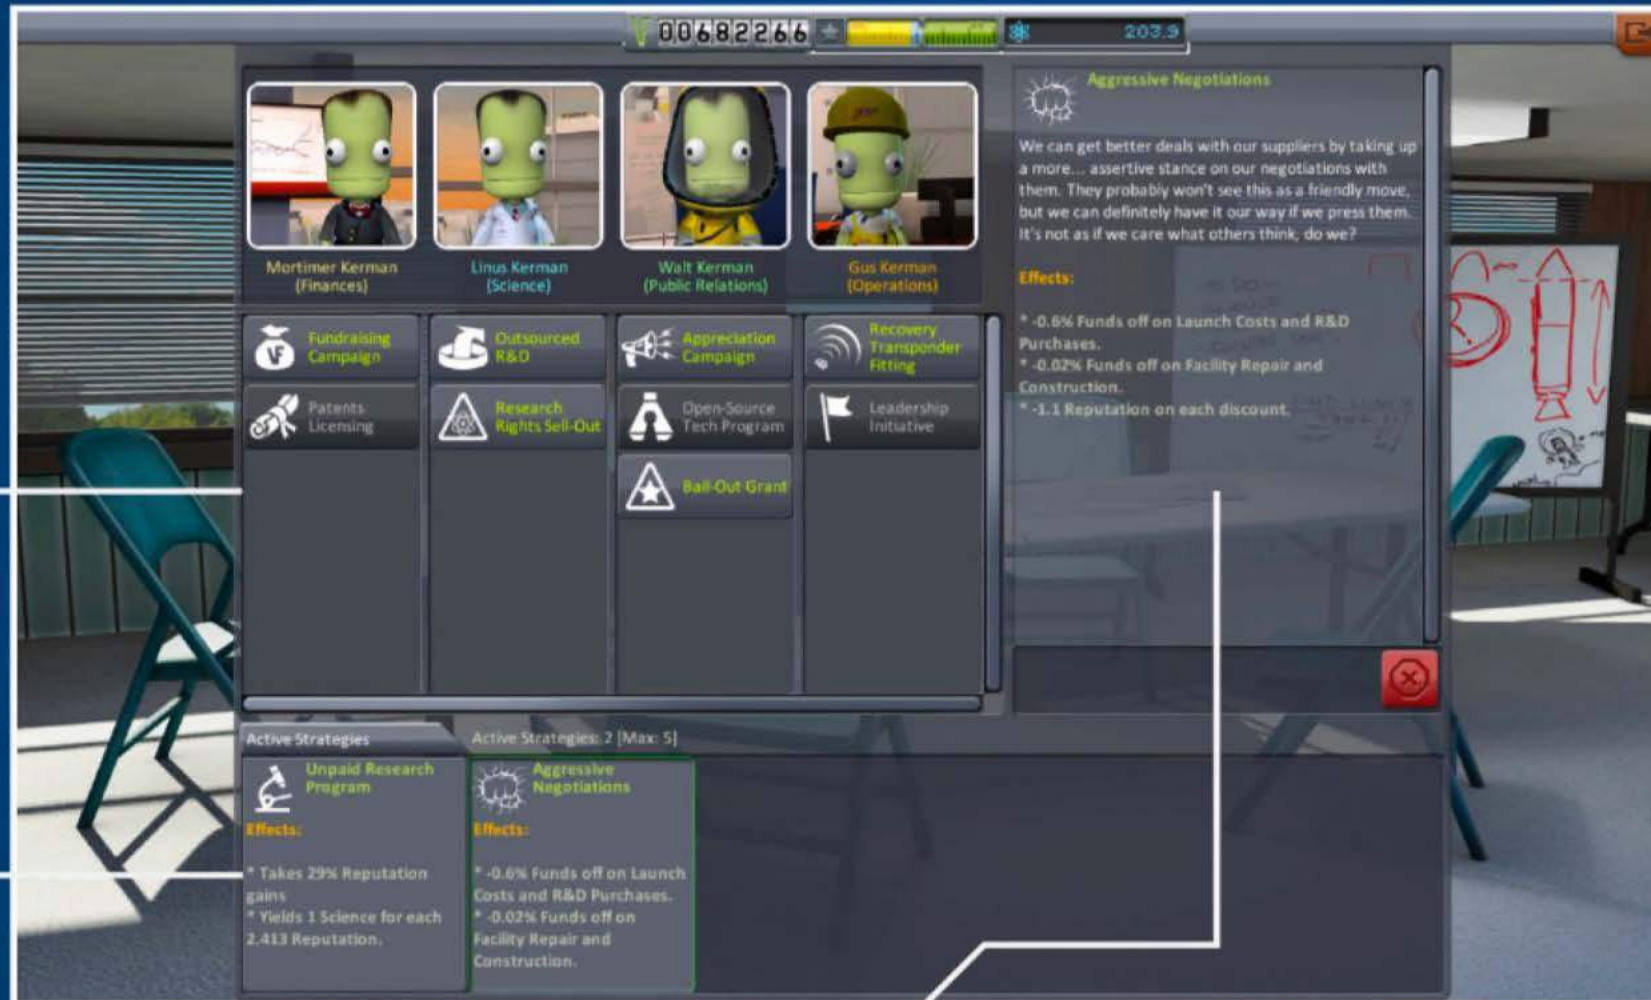 00682266
203.9
Mortimer Kerman
(Finances)
Linus Kerman
(Science)
Walt Kerman
(Public Relations)
Gus Kerman
(Operations)
Fundraising
Campaign
Outsourced
R&D
Appreciation
Campaign
Recovery
Transponder
Fitting
Patents
Licensing
Research
Rights Sell-Out
Open-Source
Tech Program
Leadership
Initiative
Bail-Out Grant
Aggressive Negotiations
We can get better deals with our suppliers by taking up
a more... assertive stance on our negotiations with
them. They probably won't see this as a friendly move,
but we can definitely have it our way if we press them.
It's not as if we care what others think, do we?
Effects:
* -0.6% Funds off on Launch Costs and R&D
Purchases.
* -0.02% Funds off on Facility Repair and
Construction.
* -1.1 Reputation on each discount.
Active Strategies
Active Strategies: 2 [Max: 5]
Unpaid Research
Program
Effects:
* Takes 29% Reputation
gains
* Yields 1 Science for each
2.413 Reputation.
Aggressive
Negotiations
Effects:
* -0.6% Funds off on Launch
Costs and R&D Purchases.
* -0.02% Funds off on
Facility Repair and
Construction.